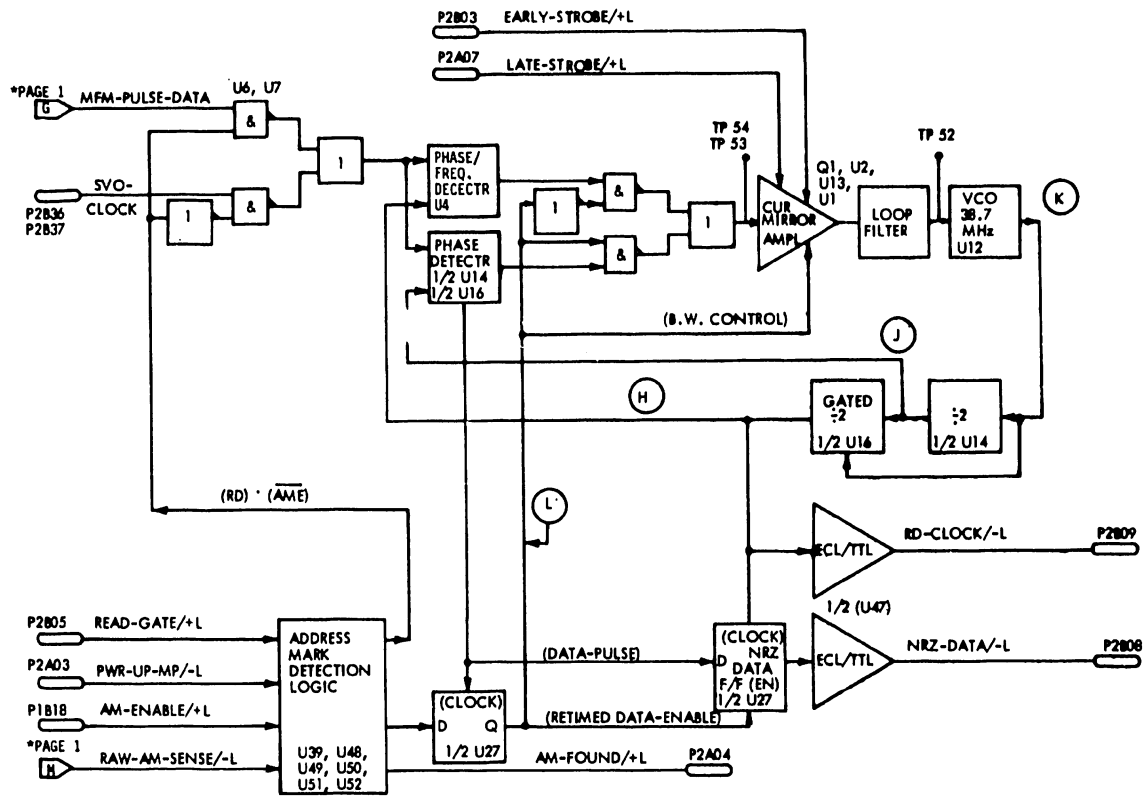 P2B03 EARLY-STROBE/+L
P2A07 LATE-STROBE/+L
*PAGE 1
G MFM-PULSE-DATA
U6, U7
&
SVO-
CLOCK
P2B36
P2B37
1
&
1
PHASE/
FREQ.
DECECTR
U4
PHASE
DETECTR
1/2 U14
1/2 U16
1
&
&
1
TP 54
TP 53
CUR
MIRROR
AMPL
Q1, U2,
U13,
U1
LOOP
FILTER
TP 52
VCO
38.7
MHz
U12
K
(B.W. CONTROL)
J
H
GATED
÷2
1/2 U16
÷2
1/2 U14
(RD) · (AME)
L
ECL/TTL
RD-CLOCK/-L
P2B09
1/2 (U47)
P2B05 READ-GATE/+L
P2A03 PWR-UP-MP/-L
P1B18 AM-ENABLE/+L
*PAGE 1
M RAW-AM-SENSE/-L
ADDRESS
MARK
DETECTION
LOGIC
U39, U48,
U49, U50,
U51, U52
(CLOCK)
D Q
1/2 U27
(DATA-PULSE)
(RETIMED DATA-ENABLE)
(CLOCK)
D NRZ
DATA
F/F (EN)
1/2 U27
ECL/TTL
NRZ-DATA/-L
P2B08
AM-FOUND/+L
P2A04